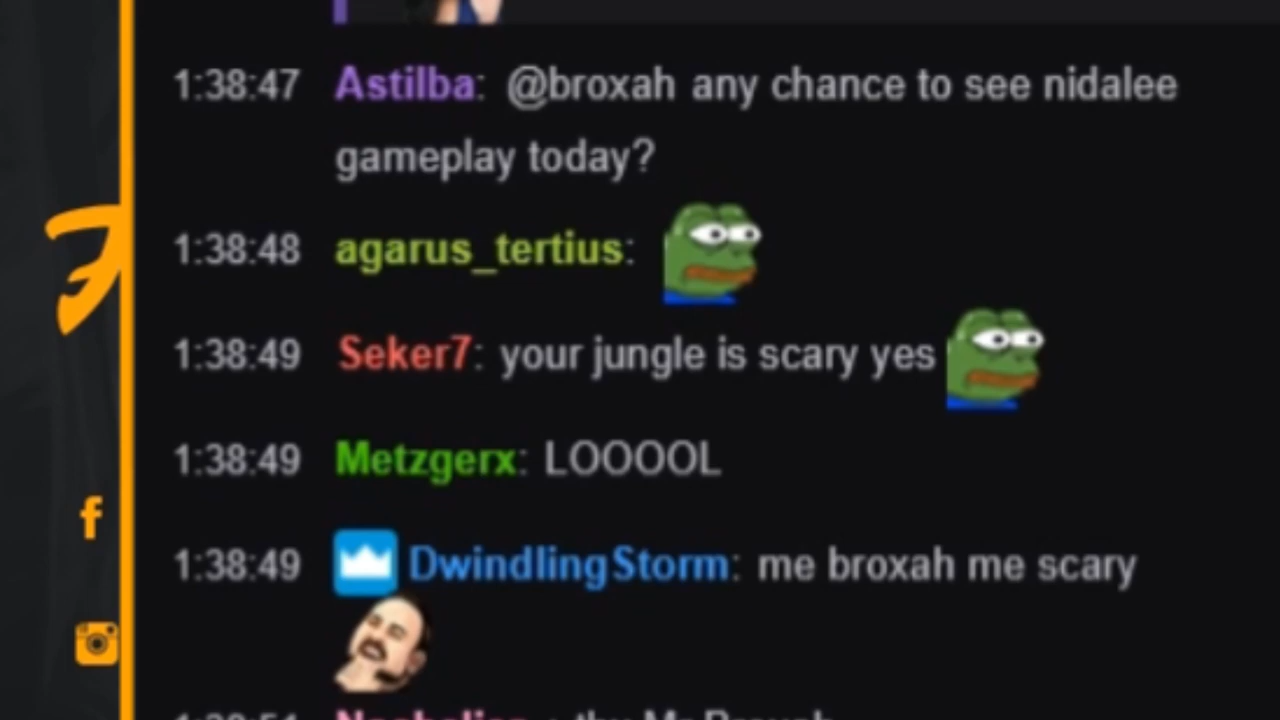 1:38:47 Astilba: @broxah any chance to see nidalee
gameplay today?
1:38:48 agarus_tertius:
1:38:49 Seker7: your jungle is scary yes
1:38:49 Metzgerx: LOOOOL
1:38:49 DwindlingStorm: me broxah me scary